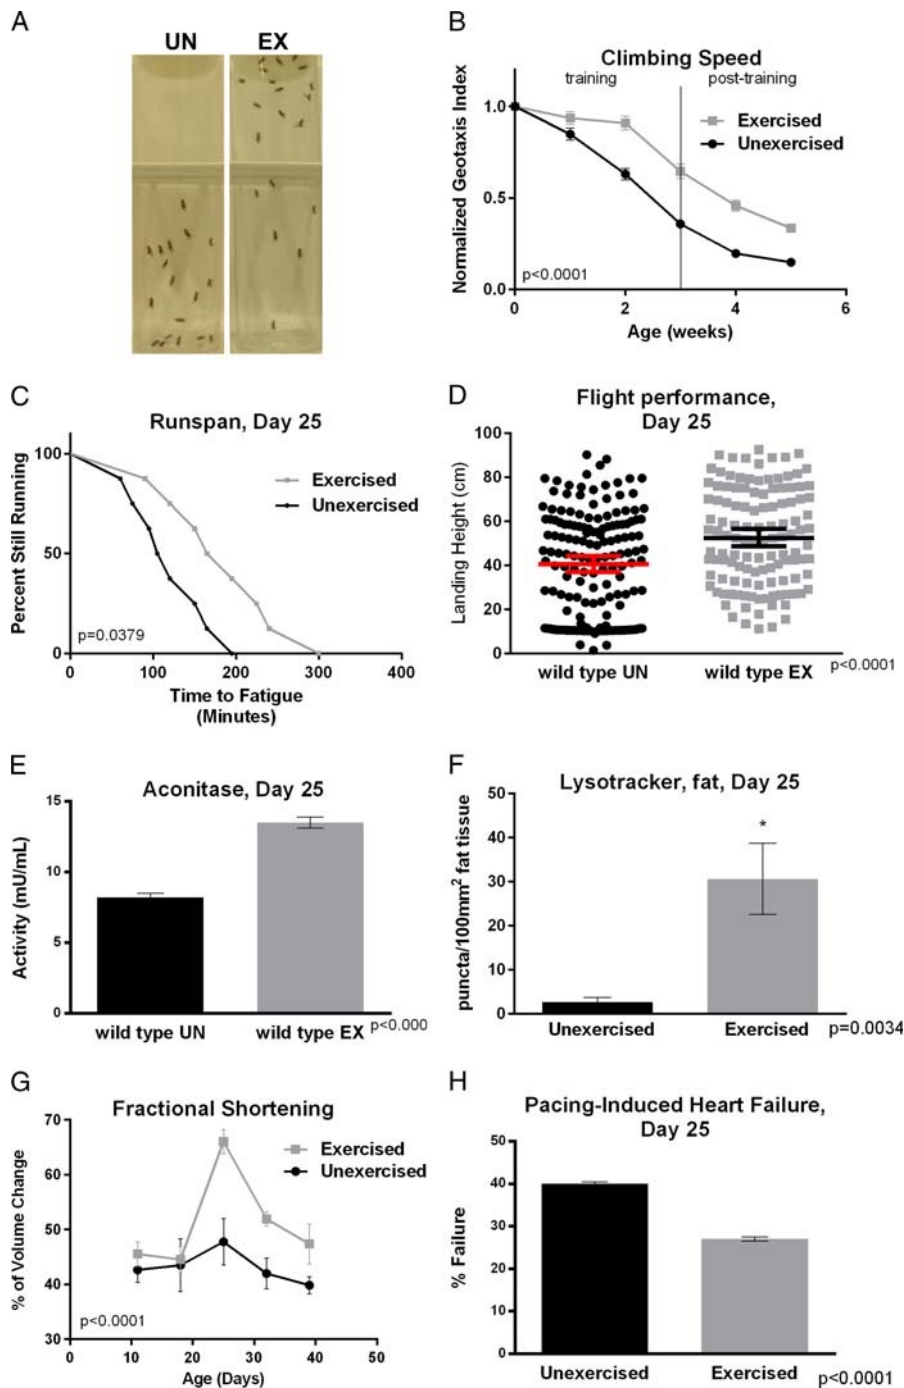 A
UN EX
B
Climbing Speed
training post-training
Normalized Geotaxis Index
1.0
0.5
0.0
Exercised
Unexercised
p<0.0001
0 2 4 6
Age (weeks)
C
Runspan, Day 25
Percent Still Running
100
50
0
Exercised
Unexercised
p=0.0379
0 100 200 300 400
Time to Fatigue
(Minutes)
D
Flight performance,
Day 25
Landing Height (cm)
100
80
60
40
20
0
wild type UN wild type EX
p<0.0001
E
Aconitase, Day 25
Activity (mU/mL)
15
10
5
0
wild type UN wild type EX
p<0.000
F
Lysotracker, fat, Day 25
puncta/100mm² fat tissue
50
40
30
20
10
0
*
Unexercised Exercised
p=0.0034
G
Fractional Shortening
% of Volume Change
70
60
50
40
30
Exercised
Unexercised
p<0.0001
0 10 20 30 40 50
Age (Days)
H
Pacing-Induced Heart Failure,
Day 25
% Failure
50
40
30
20
10
0
Unexercised Exercised
p<0.0001